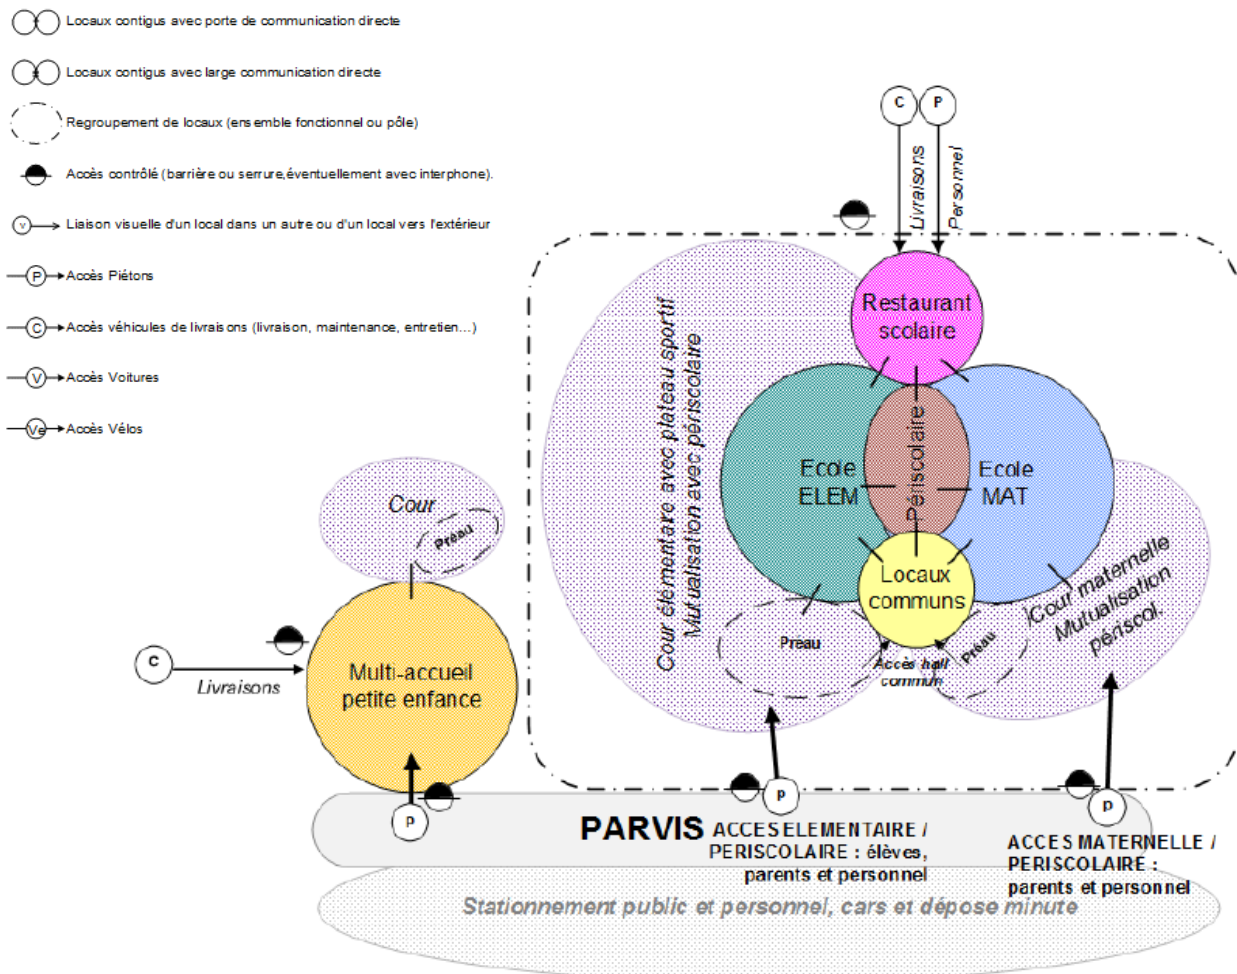 Locaux contigus avec porte de communication directe
Locaux contigus avec large communication directe
Regroupement de locaux (ensemble fonctionnel ou pôle)
Accès contrôlé (barrière ou serrure,éventuellement avec interphone).
v
Liaison visuelle d'un local dans un autre ou d'un local vers l'extérieur
P
Accès Piétons
C
Accès véhicules de livraisons (livraison, maintenance, entretien...)
V
Accès Voitures
Ve
Accès Vélos
C
P
Livraisons
Personnel
Restaurant
scolaire
Cour élémentaire avec plateau sportif
Mutualisation avec périscolaire
Ecole
ELEM
Périscolaire
Ecole
MAT
Locaux
communs
Cour maternelle
Mutualisation
périscol.
Preau
Préau
Accès hall
commun
Cour
Préau
C
Livraisons
Multi-accueil
petite enfance
P
p
p
PARVIS
ACCES ELEMENTAIRE /
PERISCOLAIRE : élèves,
parents et personnel
ACCES MATERNELLE /
PERISCOLAIRE :
parents et personnel
Stationnement public et personnel, cars et dépose minute